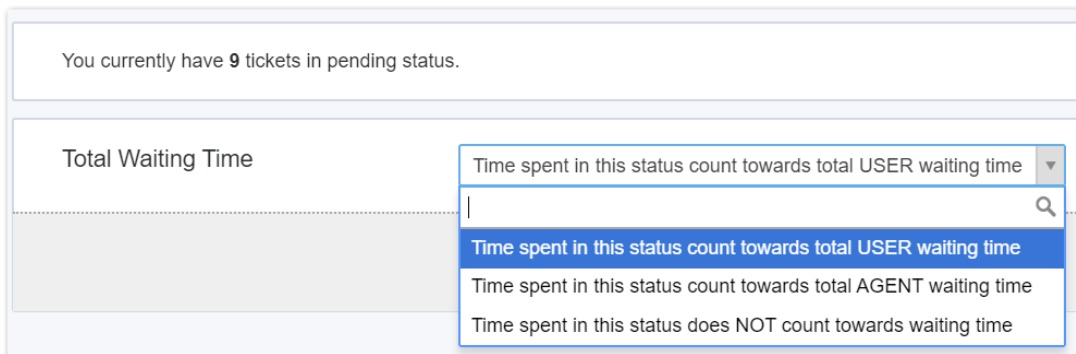 You currently have 9 tickets in pending status.
Total Waiting Time
Time spent in this status count towards total USER waiting time
Time spent in this status count towards total USER waiting time
Time spent in this status count towards total AGENT waiting time
Time spent in this status does NOT count towards waiting time